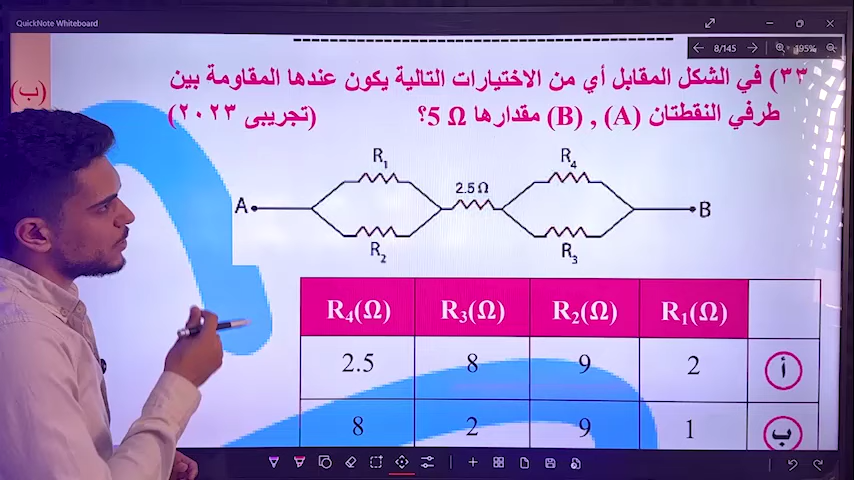 QuickNote Whiteboard
8/145
195%
(ب)
٣٣) في الشكل المقابل أي من الاختيارات التالية يكون عندها المقاومة بين
طرفي النقطتان (A) , (B) مقدارها 5 Ω؟ (تجريبى ٢٠٢٣)
R1 R4
2.5 Ω
A B
R2 R3
R4(Ω) R3(Ω) R2(Ω) R1(Ω)
2.5 8 9 2 أ
8 2 9 1 ب